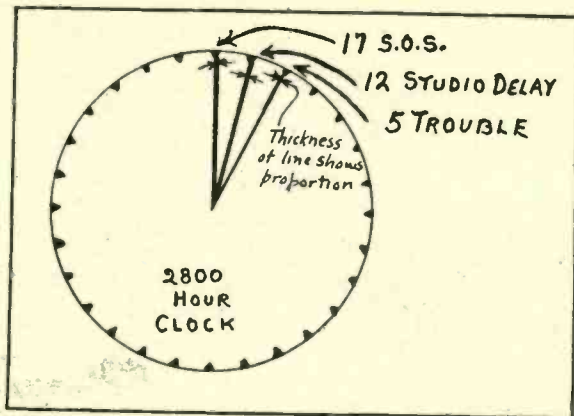 17 S.O.S.
12 STUDIO DELAY
5 TROUBLE
Thickness
of line shows
proportion
2800
HOUR
CLOCK